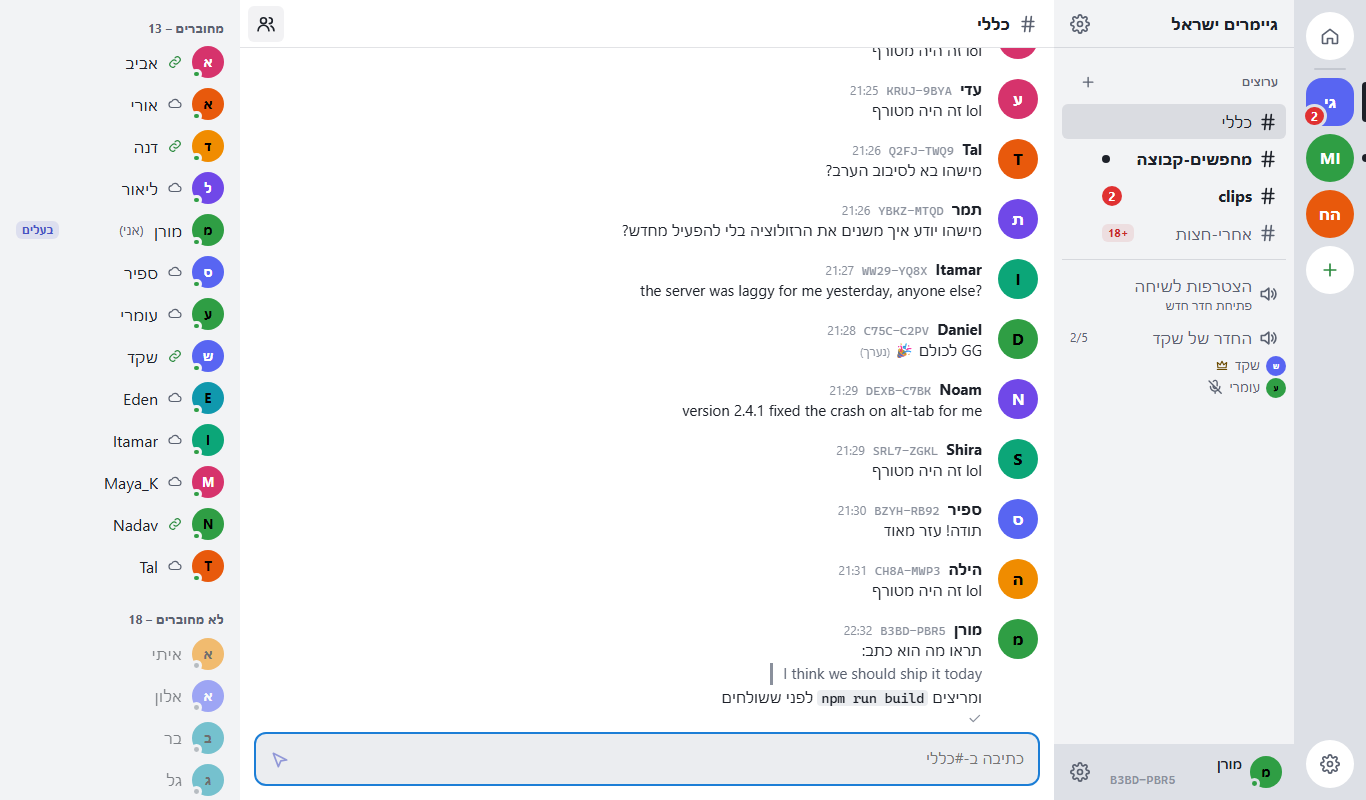 גי
2
MI
הח
גיימרים ישראל
ערוצים
כללי
מחפשים-קבוצה
clips
2
אחרי-חצות
18+
הצטרפות לשיחה
פתיחת חדר חדש
החדר של שקד
2/5
ש שקד
ע עומרי
מ
מורן
B3BD-PBR5
# כללי
lol זה היה מטורף
ע
עדי KRUJ-9BYA 21:25
lol זה היה מטורף
T
Tal Q2FJ-TWQ9 21:26
מישהו בא לסיבוב הערב?
ת
תמר YBKZ-MTQD 21:26
מישהו יודע איך משנים את הרזולוציה בלי להפעיל מחדש?
I
Itamar WW29-YQ8X 21:27
the server was laggy for me yesterday, anyone else?
D
Daniel C75C-C2PV 21:28
GG לכולם 🎉 (נערך)
N
Noam DEXB-C7BK 21:29
version 2.4.1 fixed the crash on alt-tab for me
S
Shira SRL7-ZGKL 21:29
lol זה היה מטורף
ס
ספיר BZYH-RB92 21:30
תודה! עזר מאוד
ה
הילה CH8A-MWP3 21:31
lol זה היה מטורף
מ
מורן B3BD-PBR5 22:32
תראו מה הוא כתב:
I think we should ship it today
ומריצים npm run build לפני ששולחים
כתיבה ב-#כללי
מחוברים – 13
א אביב
א אורי
ד דנה
ל ליאור
מ מורן (אני) בעלים
ס ספיר
ע עומרי
ש שקד
E Eden
I Itamar
M Maya_K
N Nadav
T Tal
לא מחוברים – 18
א איתי
א אלון
ב בר
ג גל